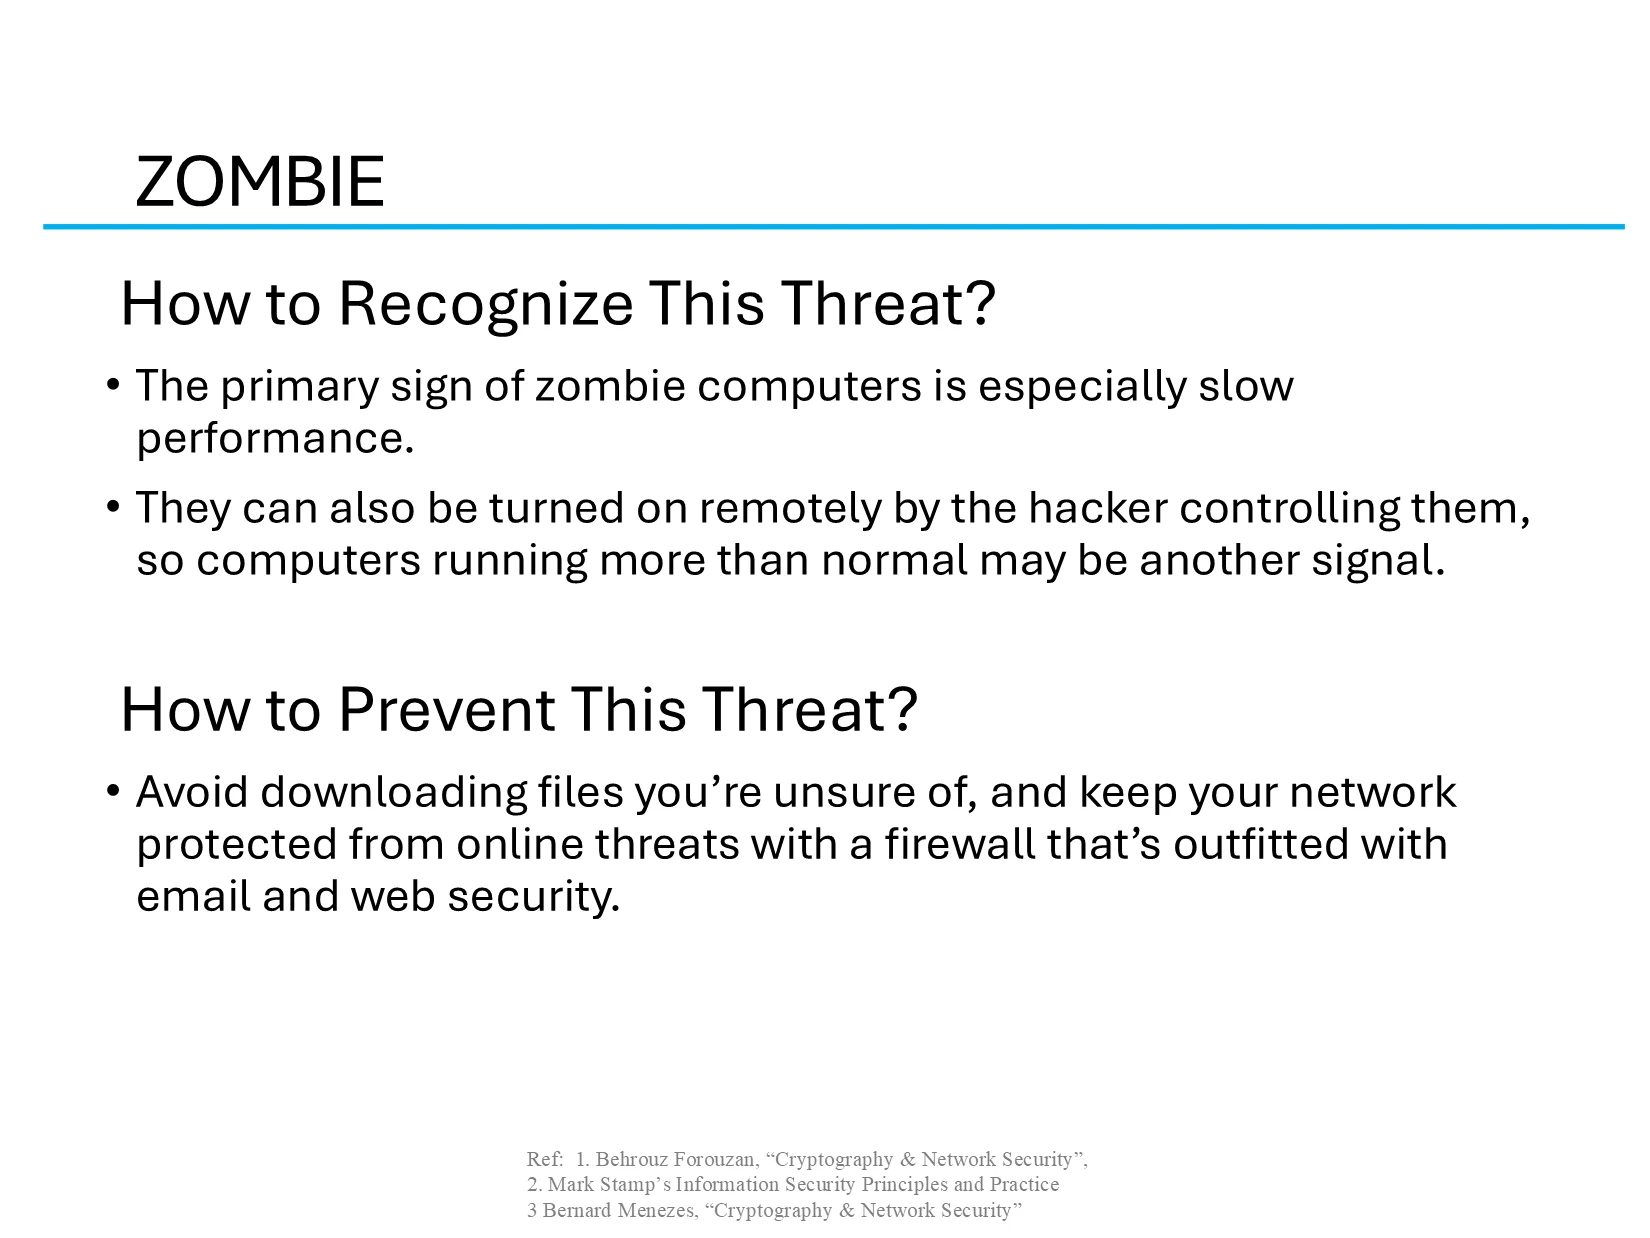 ZOMBIE
How to Recognize This Threat?
• The primary sign of zombie computers is especially slow
performance.
• They can also be turned on remotely by the hacker controlling them,
so computers running more than normal may be another signal.
How to Prevent This Threat?
• Avoid downloading files you’re unsure of, and keep your network
protected from online threats with a firewall that’s outfitted with
email and web security.
Ref:  1. Behrouz Forouzan, “Cryptography & Network Security”,
2. Mark Stamp’s Information Security Principles and Practice
3 Bernard Menezes, “Cryptography & Network Security”